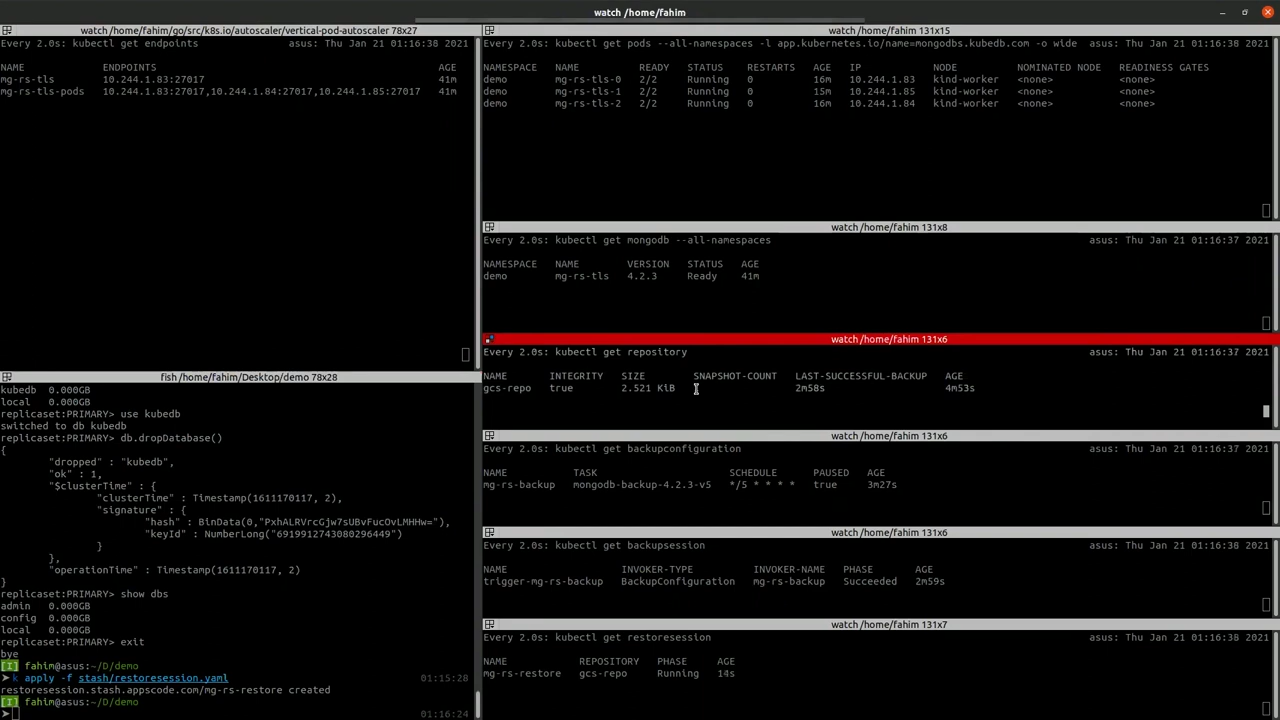 watch /home/fahim
watch /home/fahim/go/src/k8s.io/autoscaler/vertical-pod-autoscaler 78x27
Every 2.0s: kubectl get endpoints asus: Thu Jan 21 01:16:38 2021
NAME ENDPOINTS AGE
mg-rs-tls 10.244.1.83:27017 41m
mg-rs-tls-pods 10.244.1.83:27017,10.244.1.84:27017,10.244.1.85:27017 41m
fish /home/fahim/Desktop/demo 78x28
kubedb 0.000GB
local 0.000GB
replicaset:PRIMARY> use kubedb
switched to db kubedb
replicaset:PRIMARY> db.dropDatabase()
{
"dropped" : "kubedb",
"ok" : 1,
"$clusterTime" : {
"clusterTime" : Timestamp(1611170117, 2),
"signature" : {
"hash" : BinData(0,"PxhALRVrcGjw7sUBvFucOvLMHHw="),
"keyId" : NumberLong("6919912743080296449")
}
},
"operationTime" : Timestamp(1611170117, 2)
}
replicaset:PRIMARY> show dbs
admin 0.000GB
config 0.000GB
local 0.000GB
replicaset:PRIMARY> exit
bye
[I] fahim@asus:~/D/demo
➤ k apply -f stash/restoresession.yaml 01:15:28
restoresession.stash.appscode.com/mg-rs-restore created
[I] fahim@asus:~/D/demo
➤ 01:16:24
watch /home/fahim 131x15
Every 2.0s: kubectl get pods --all-namespaces -l app.kubernetes.io/name=mongodbs.kubedb.com -o wide asus: Thu Jan 21 01:16:38 2021
NAMESPACE NAME READY STATUS RESTARTS AGE IP NODE NOMINATED NODE READINESS GATES
demo mg-rs-tls-0 2/2 Running 0 16m 10.244.1.83 kind-worker <none> <none>
demo mg-rs-tls-1 2/2 Running 0 15m 10.244.1.85 kind-worker <none> <none>
demo mg-rs-tls-2 2/2 Running 0 16m 10.244.1.84 kind-worker <none> <none>
watch /home/fahim 131x8
Every 2.0s: kubectl get mongodb --all-namespaces asus: Thu Jan 21 01:16:37 2021
NAMESPACE NAME VERSION STATUS AGE
demo mg-rs-tls 4.2.3 Ready 41m
watch /home/fahim 131x6
Every 2.0s: kubectl get repository asus: Thu Jan 21 01:16:37 2021
NAME INTEGRITY SIZE SNAPSHOT-COUNT LAST-SUCCESSFUL-BACKUP AGE
gcs-repo true 2.521 KiB 2m58s 4m53s
watch /home/fahim 131x6
Every 2.0s: kubectl get backupconfiguration asus: Thu Jan 21 01:16:37 2021
NAME TASK SCHEDULE PAUSED AGE
mg-rs-backup mongodb-backup-4.2.3-v5 */5 * * * * true 3m27s
watch /home/fahim 131x6
Every 2.0s: kubectl get backupsession asus: Thu Jan 21 01:16:38 2021
NAME INVOKER-TYPE INVOKER-NAME PHASE AGE
trigger-mg-rs-backup BackupConfiguration mg-rs-backup Succeeded 2m59s
watch /home/fahim 131x7
Every 2.0s: kubectl get restoresession asus: Thu Jan 21 01:16:38 2021
NAME REPOSITORY PHASE AGE
mg-rs-restore gcs-repo Running 14s